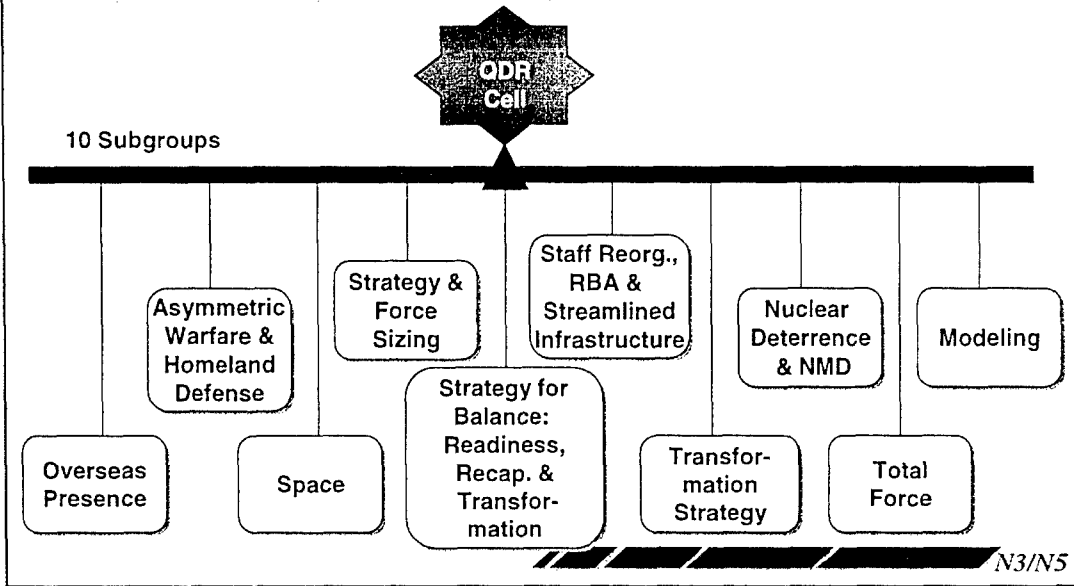 QDR
Cell
10 Subgroups
Overseas
Presence
Asymmetric
Warfare &
Homeland
Defense
Space
Strategy &
Force
Sizing
Strategy for
Balance:
Readiness,
Recap. &
Transfor-
mation
Staff Reorg.,
RBA &
Streamlined
Infrastructure
Transfor-
mation
Strategy
Nuclear
Deterrence
& NMD
Total
Force
Modeling
N3/N5